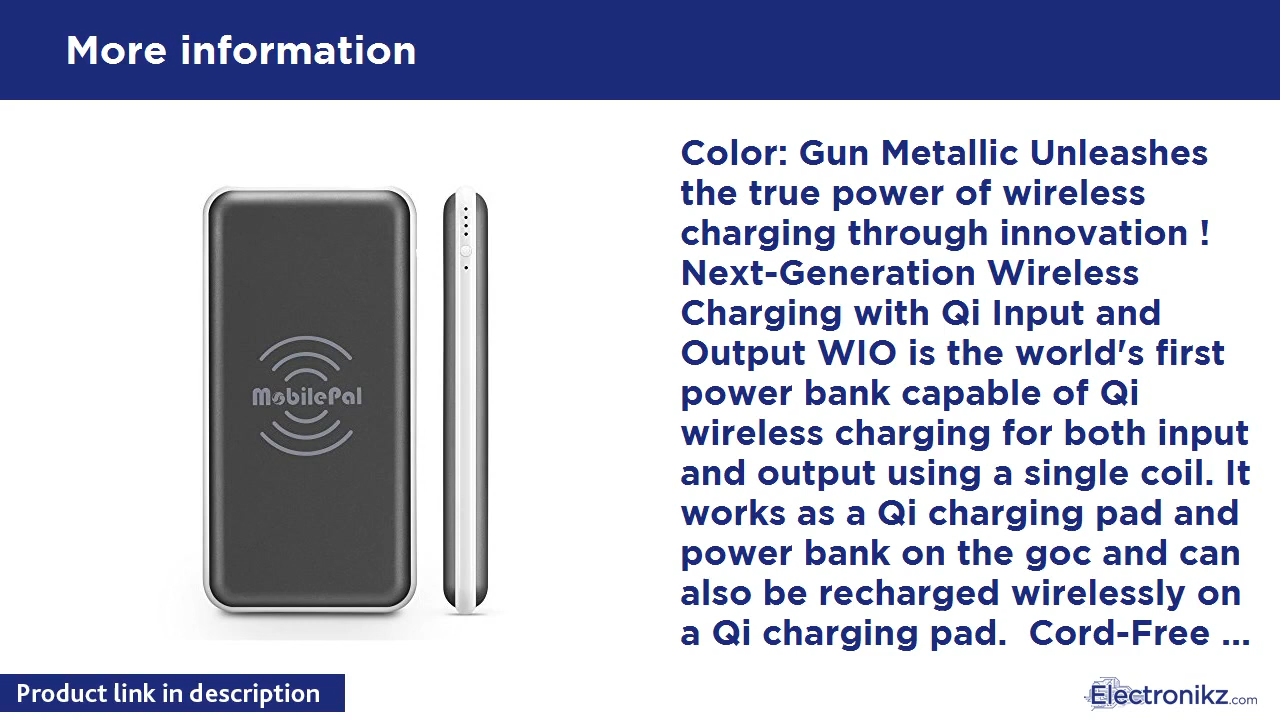 More information
Color: Gun Metallic Unleashes
the true power of wireless
charging through innovation !
Next-Generation Wireless
Charging with Qi Input and
Output WIO is the world's first
power bank capable of Qi
wireless charging for both input
and output using a single coil. It
works as a Qi charging pad and
power bank on the goc and can
also be recharged wirelessly on
a Qi charging pad.  Cord-Free ...
MobilePal
Product link in description
Electronikz.com